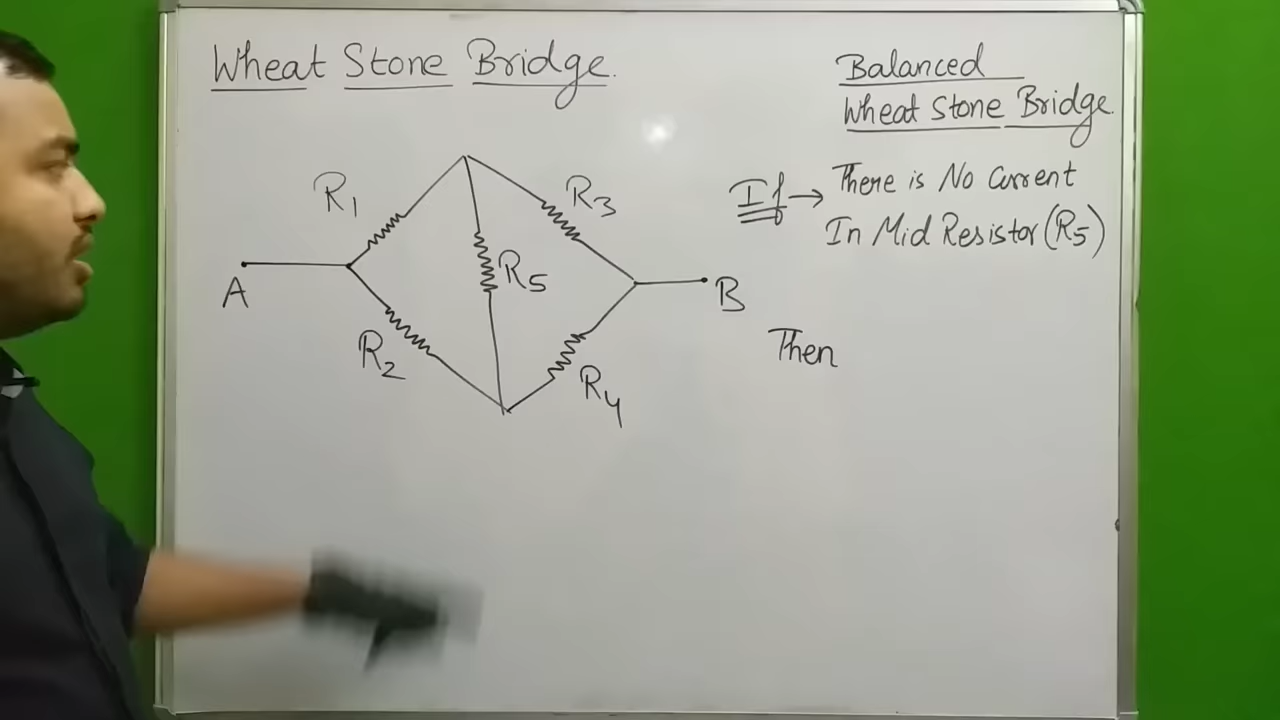 Wheat Stone Bridge.
R1
R3
R5
A
B
R2
R4
Balanced
Wheat Stone Bridge.
If → There is No Current
In Mid Resistor (R5)
Then